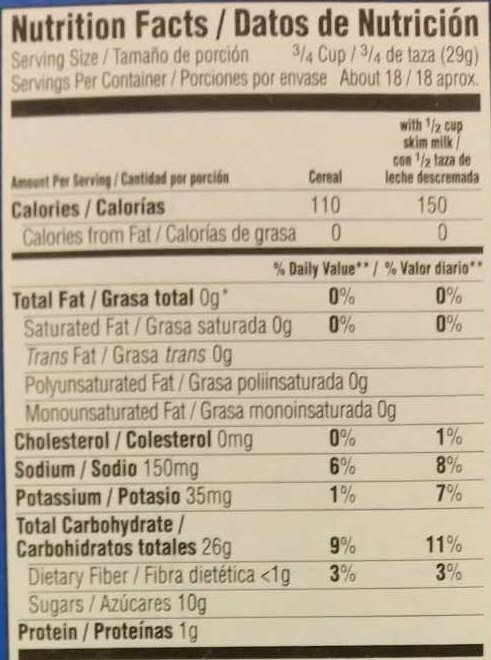 Nutrition Facts / Datos de Nutrición
Serving Size / Tamaño de porción 3/4 Cup / 3/4 de taza (29g)
Servings Per Container / Porciones por envase About 18 / 18 aprox.
with 1/2 cup
skim milk /
con 1/2 taza de
Amount Per Serving / Cantidad por porción Cereal leche descremada
Calories / Calorías 110 150
Calories from Fat / Calorías de grasa 0 0
% Daily Value** / % Valor diario**
Total Fat / Grasa total 0g* 0% 0%
Saturated Fat / Grasa saturada 0g 0% 0%
Trans Fat / Grasa trans 0g
Polyunsaturated Fat / Grasa poliinsaturada 0g
Monounsaturated Fat / Grasa monoinsaturada 0g
Cholesterol / Colesterol 0mg 0% 1%
Sodium / Sodio 150mg 6% 8%
Potassium / Potasio 35mg 1% 7%
Total Carbohydrate /
Carbohidratos totales 26g 9% 11%
Dietary Fiber / Fibra dietética <1g 3% 3%
Sugars / Azúcares 10g
Protein / Proteínas 1g